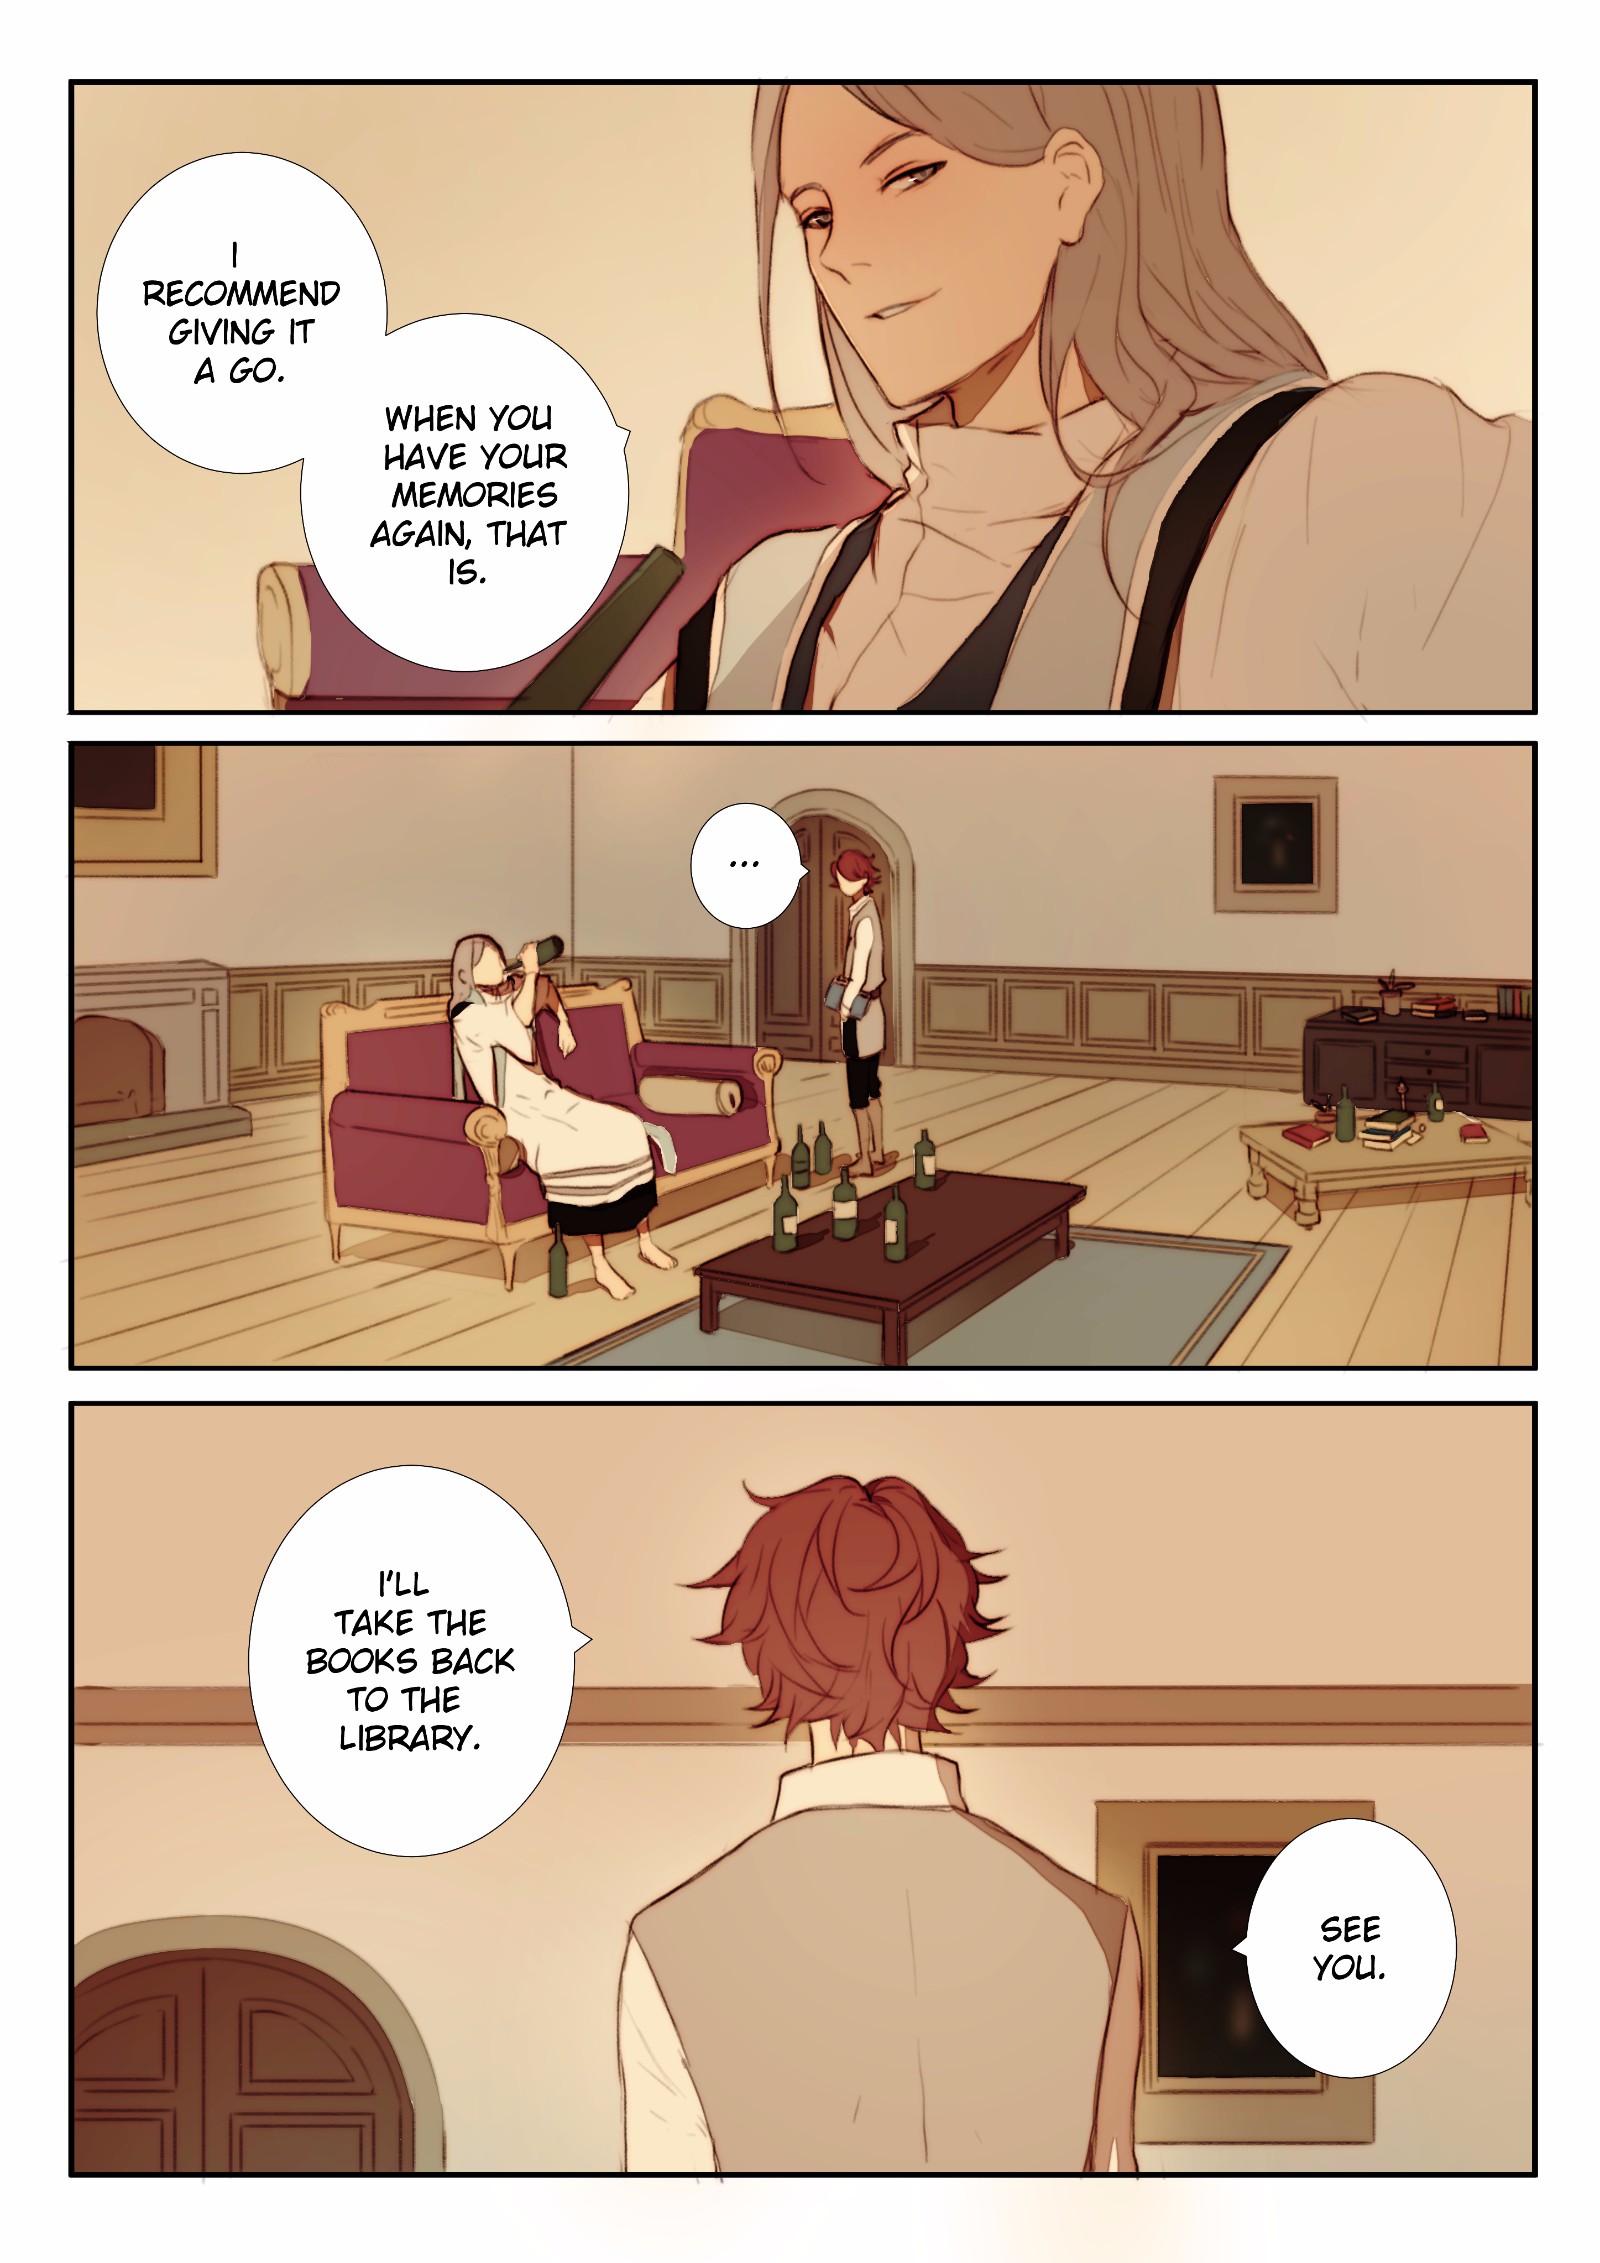 I
RECOMMEND
GIVING IT
A GO.
WHEN YOU
HAVE YOUR
MEMORIES
AGAIN, THAT
IS.
...
I'LL
TAKE THE
BOOKS BACK
TO THE
LIBRARY.
SEE
YOU.